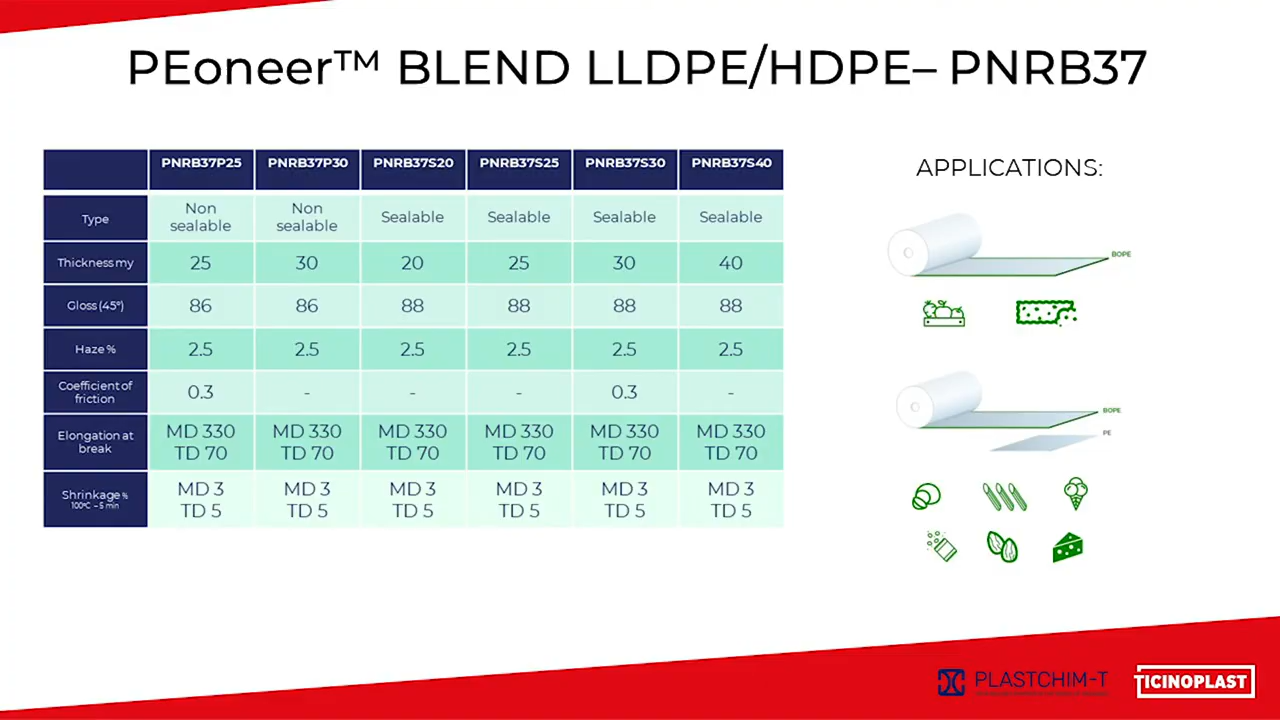 PEoneer™ BLEND LLDPE/HDPE– PNRB37
PNRB37P25 PNRB37P30 PNRB37S20 PNRB37S25 PNRB37S30 PNRB37S40
Type Non sealable Non sealable Sealable Sealable Sealable Sealable
Thickness my 25 30 20 25 30 40
Gloss (45°) 86 86 88 88 88 88
Haze % 2.5 2.5 2.5 2.5 2.5 2.5
Coefficient of friction 0.3 - - - 0.3 -
Elongation at break MD 330 TD 70 MD 330 TD 70 MD 330 TD 70 MD 330 TD 70 MD 330 TD 70 MD 330 TD 70
Shrinkage % 100°C – 5 min MD 3 TD 5 MD 3 TD 5 MD 3 TD 5 MD 3 TD 5 MD 3 TD 5 MD 3 TD 5
APPLICATIONS:
BOPE
BOPE
PE
PLASTCHIM-T
TICINOPLAST